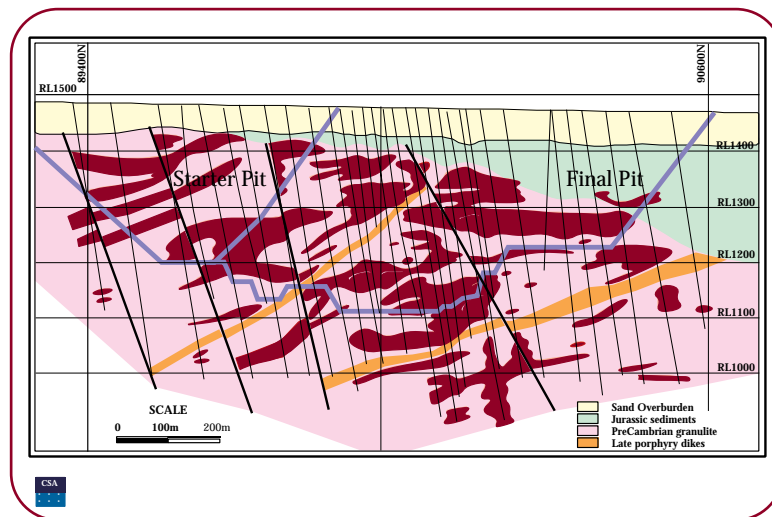 89400N
90600N
RL1500
RL1400
Starter Pit
Final Pit
RL1300
RL1200
RL1100
RL1000
SCALE
0 100m 200m
Sand Overburden
Jurassic sediments
PreCambrian granulite
Late porphyry dikes
CSA